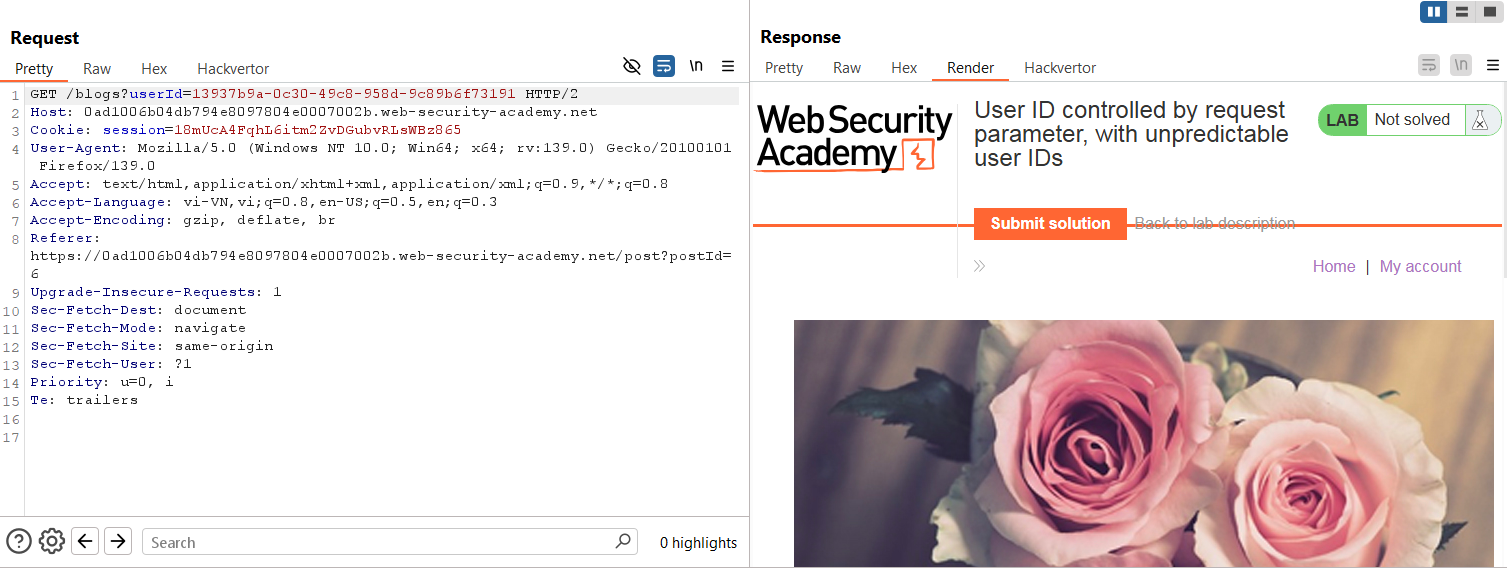 Request
Pretty Raw Hex Hackvertor
\n
1 GET /blogs?userId=13937b9a-0c30-49c8-958d-9c89b6f73191 HTTP/2
2 Host: 0ad1006b04db794e8097804e0007002b.web-security-academy.net
3 Cookie: session=18mUcA4FqhL6itm2ZvDGubvRLsWBz865
4 User-Agent: Mozilla/5.0 (Windows NT 10.0; Win64; x64; rv:139.0) Gecko/20100101
Firefox/139.0
5 Accept: text/html,application/xhtml+xml,application/xml;q=0.9,*/*;q=0.8
6 Accept-Language: vi-VN,vi;q=0.8,en-US;q=0.5,en;q=0.3
7 Accept-Encoding: gzip, deflate, br
8 Referer:
https://0ad1006b04db794e8097804e0007002b.web-security-academy.net/post?postId=
6
9 Upgrade-Insecure-Requests: 1
10 Sec-Fetch-Dest: document
11 Sec-Fetch-Mode: navigate
12 Sec-Fetch-Site: same-origin
13 Sec-Fetch-User: ?1
14 Priority: u=0, i
15 Te: trailers
16
17
Search
0 highlights
Response
Pretty Raw Hex Render Hackvertor
\n
Web Security
Academy
User ID controlled by request
parameter, with unpredictable
user IDs
LAB Not solved
Submit solution Back to lab description
Home | My account